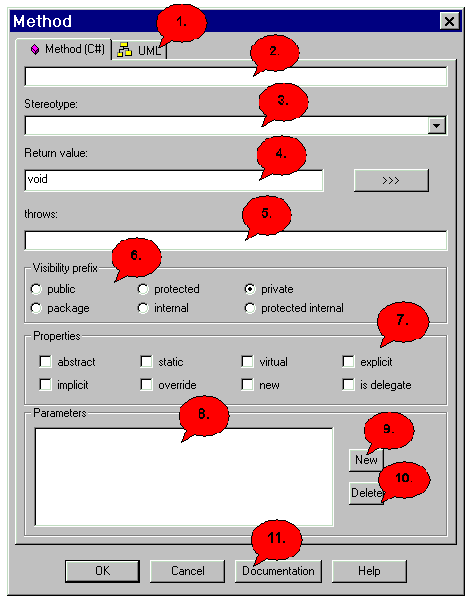 1.
Method
Method (C#) UML
2.
Stereotype:
3.
Return value:
4.
void >>>
throws:
5.
6.
Visibility prefix
public protected private
package internal protected internal
7.
Properties
abstract static virtual explicit
implicit override new is delegate
8.
Parameters
9.
New
10.
Delete
11.
OK Cancel Documentation Help